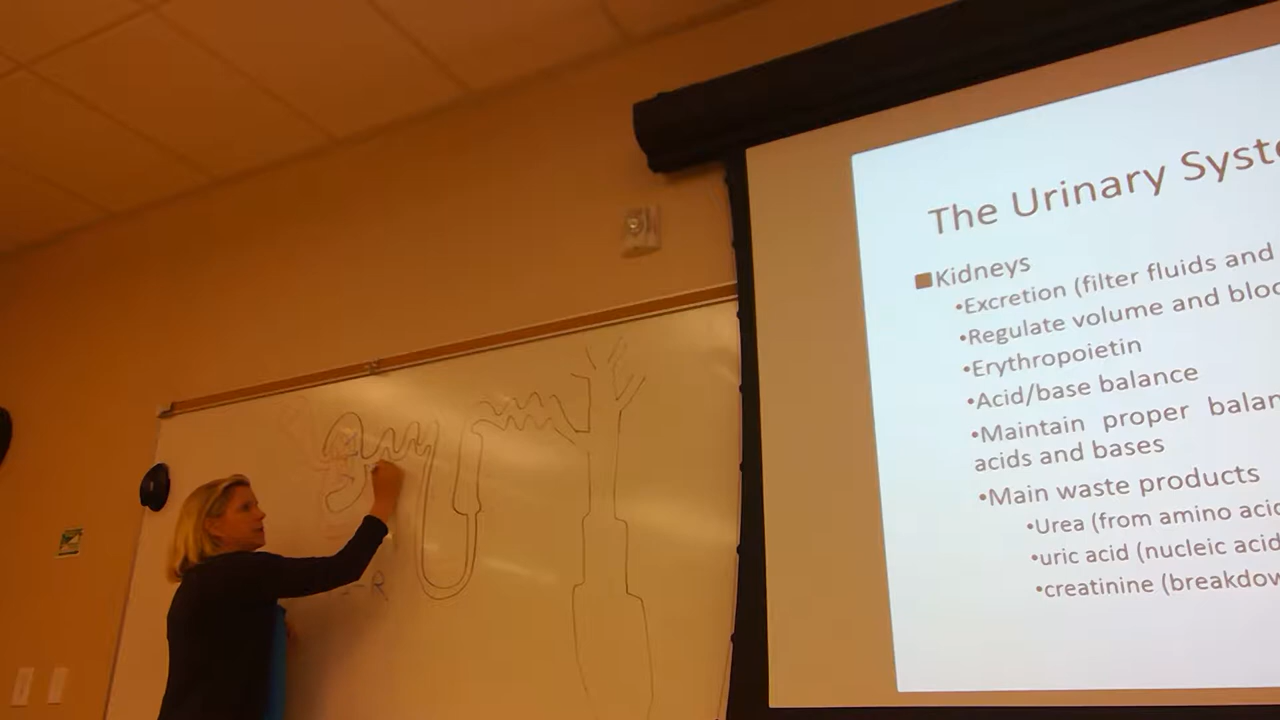 The Urinary Syste
Kidneys
•Excretion (filter fluids and
•Regulate volume and bloo
•Erythropoietin
•Acid/base balance
•Maintain proper balan
acids and bases
•Main waste products
•Urea (from amino acid
•uric acid (nucleic acid
•creatinine (breakdow